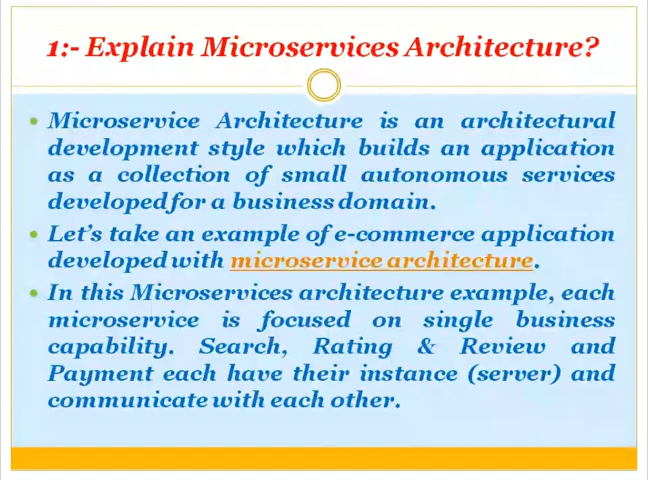 1:- Explain Microservices Architecture?
• Microservice Architecture is an architectural
development style which builds an application
as a collection of small autonomous services
developed for a business domain.
• Let's take an example of e-commerce application
developed with microservice architecture.
• In this Microservices architecture example, each
microservice is focused on single business
capability. Search, Rating & Review and
Payment each have their instance (server) and
communicate with each other.